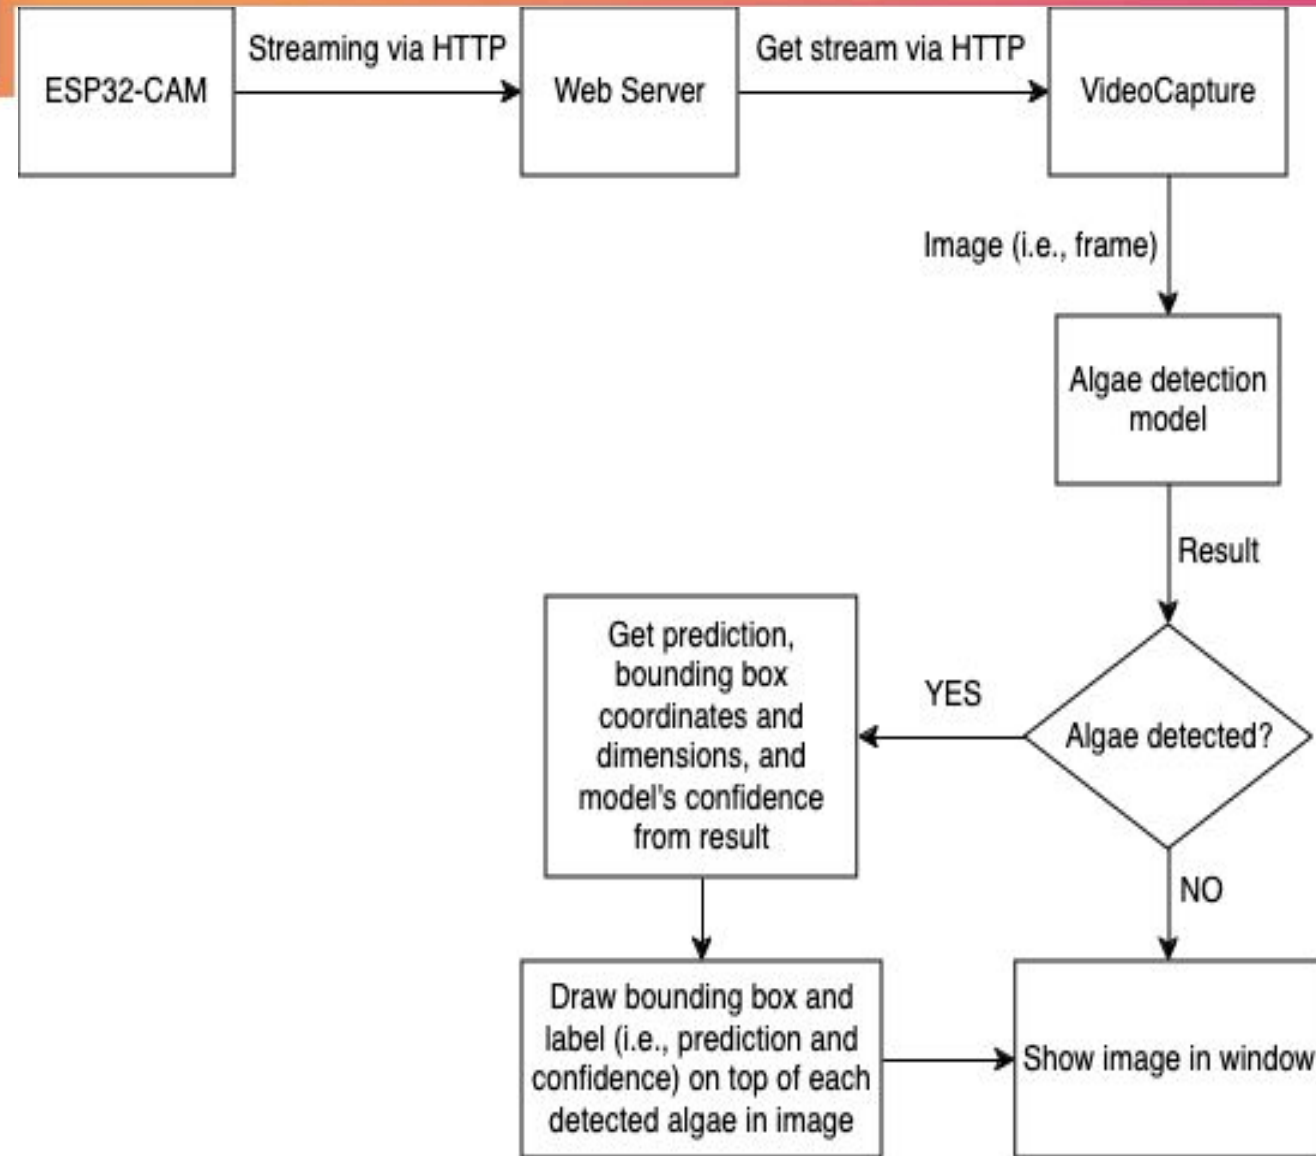 Streaming via HTTP
Get stream via HTTP
ESP32-CAM
Web Server
VideoCapture
Image (i.e., frame)
Algae detection
model
Result
Get prediction,
bounding box
coordinates and
dimensions, and
model's confidence
from result
YES
Algae detected?
NO
Draw bounding box and
label (i.e., prediction and
confidence) on top of each
detected algae in image
Show image in window